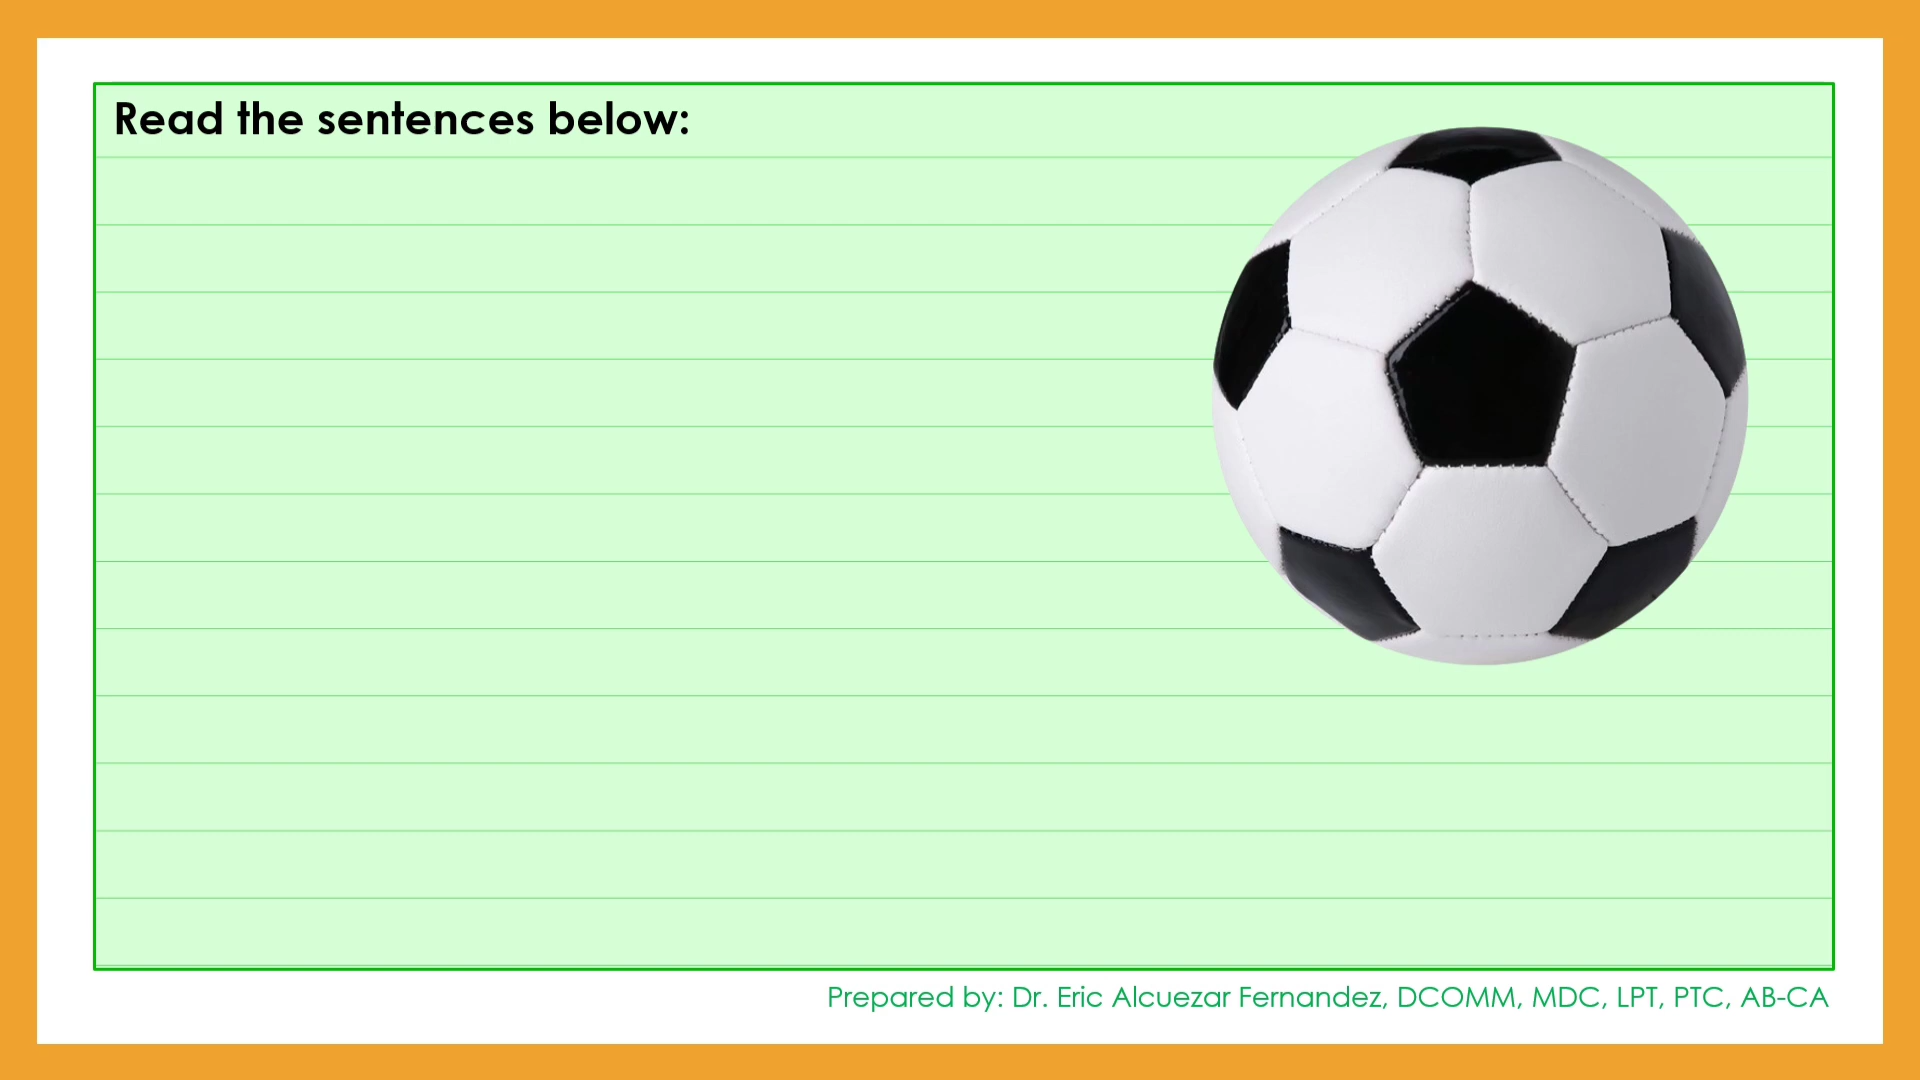 Read the sentences below:
Prepared by: Dr. Eric Alcuezar Fernandez, DCOMM, MDC, LPT, PTC, AB-CA